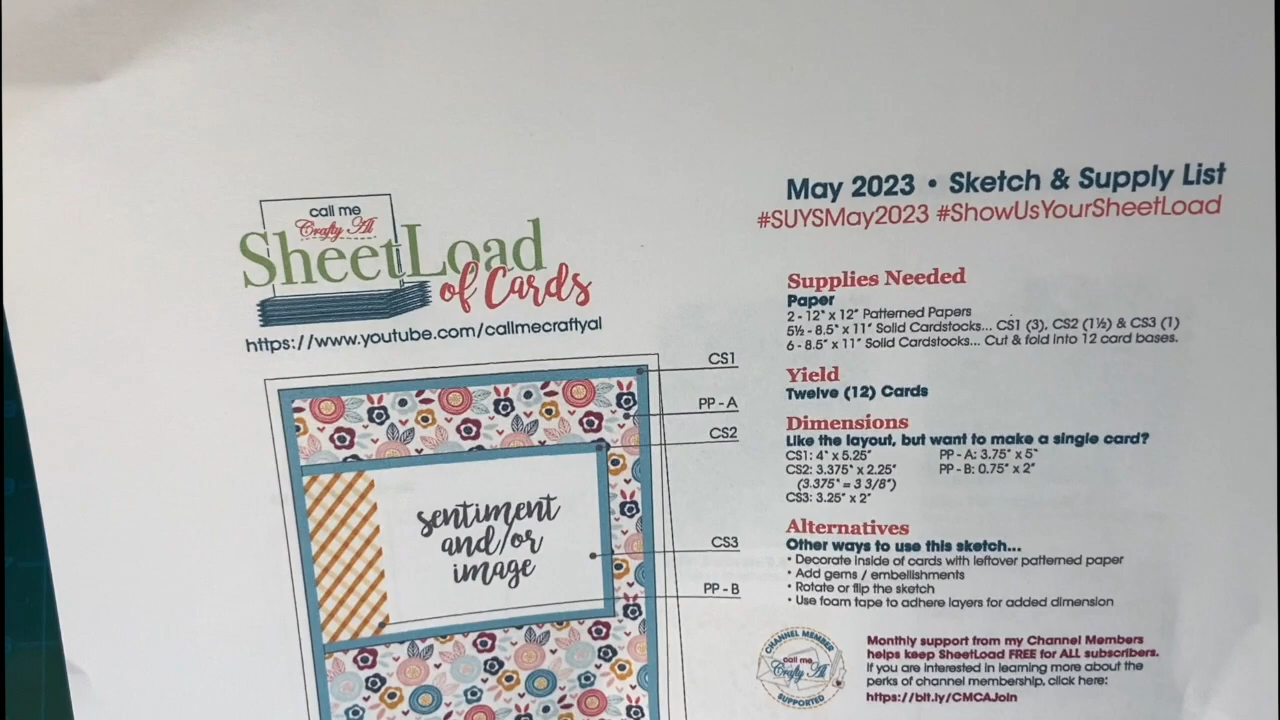 call me
Crafty Al
SheetLoad
of Cards
https://www.youtube.com/callmecraftyal
May 2023 • Sketch & Supply List
#SUYSMay2023 #ShowUsYourSheetLoad
Supplies Needed
Paper
2 - 12" x 12" Patterned Papers
5½ - 8.5" x 11" Solid Cardstocks... CS1 (3), CS2 (1½) & CS3 (1)
6 - 8.5" x 11" Solid Cardstocks... Cut & fold into 12 card bases.
Yield
Twelve (12) Cards
Dimensions
Like the layout, but want to make a single card?
CS1: 4" x 5.25" PP - A: 3.75" x 5"
CS2: 3.375" x 2.25" PP - B: 0.75" x 2"
(3.375" = 3 3/8")
CS3: 3.25" x 2"
Alternatives
Other ways to use this sketch...
• Decorate inside of cards with leftover patterned paper
• Add gems / embellishments
• Rotate or flip the sketch
• Use foam tape to adhere layers for added dimension
CS1
PP - A
CS2
CS3
PP - B
sentiment
and/or
image
CHANNEL MEMBER
call me
Crafty Al
SUPPORTED
Monthly support from my Channel Members
helps keep SheetLoad FREE for ALL subscribers.
If you are interested in learning more about the
perks of channel membership, click here:
https://bit.ly/CMCAJoin